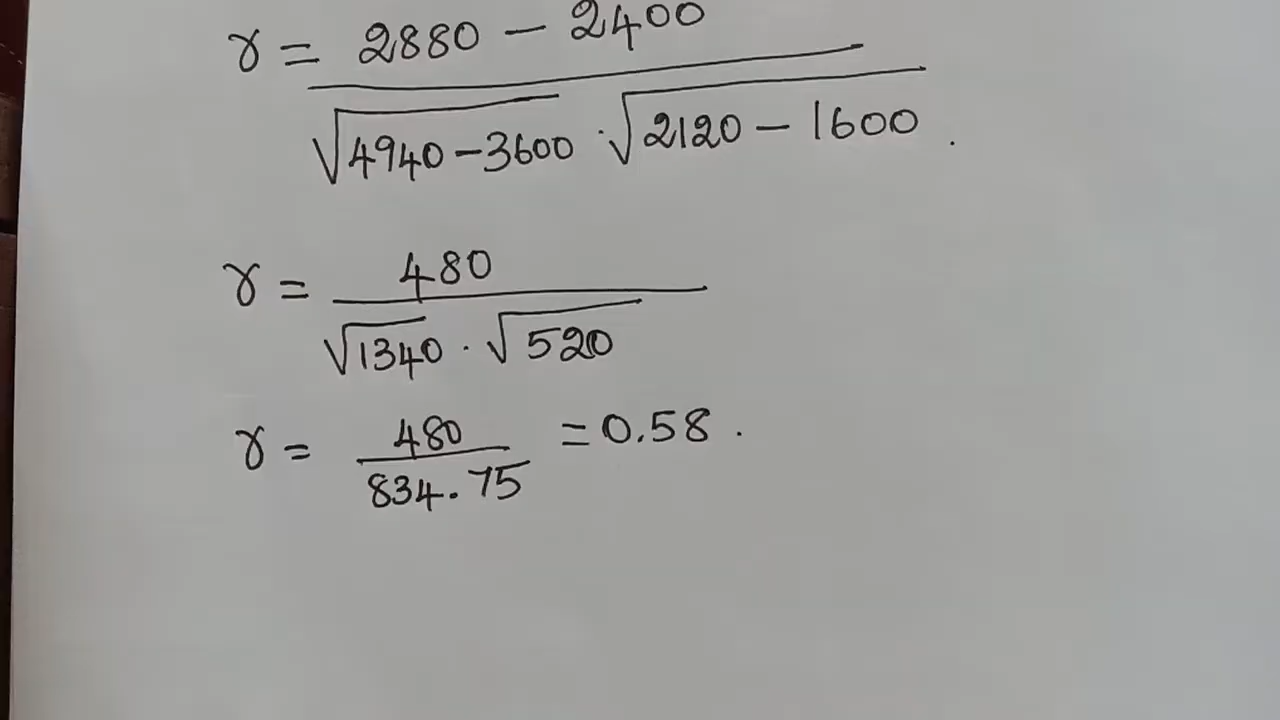 γ = 2880 − 2400
√4940−3600 · √2120 − 1600 .
γ = 480
√1340 · √520
γ = 480 = 0.58 .
834.75